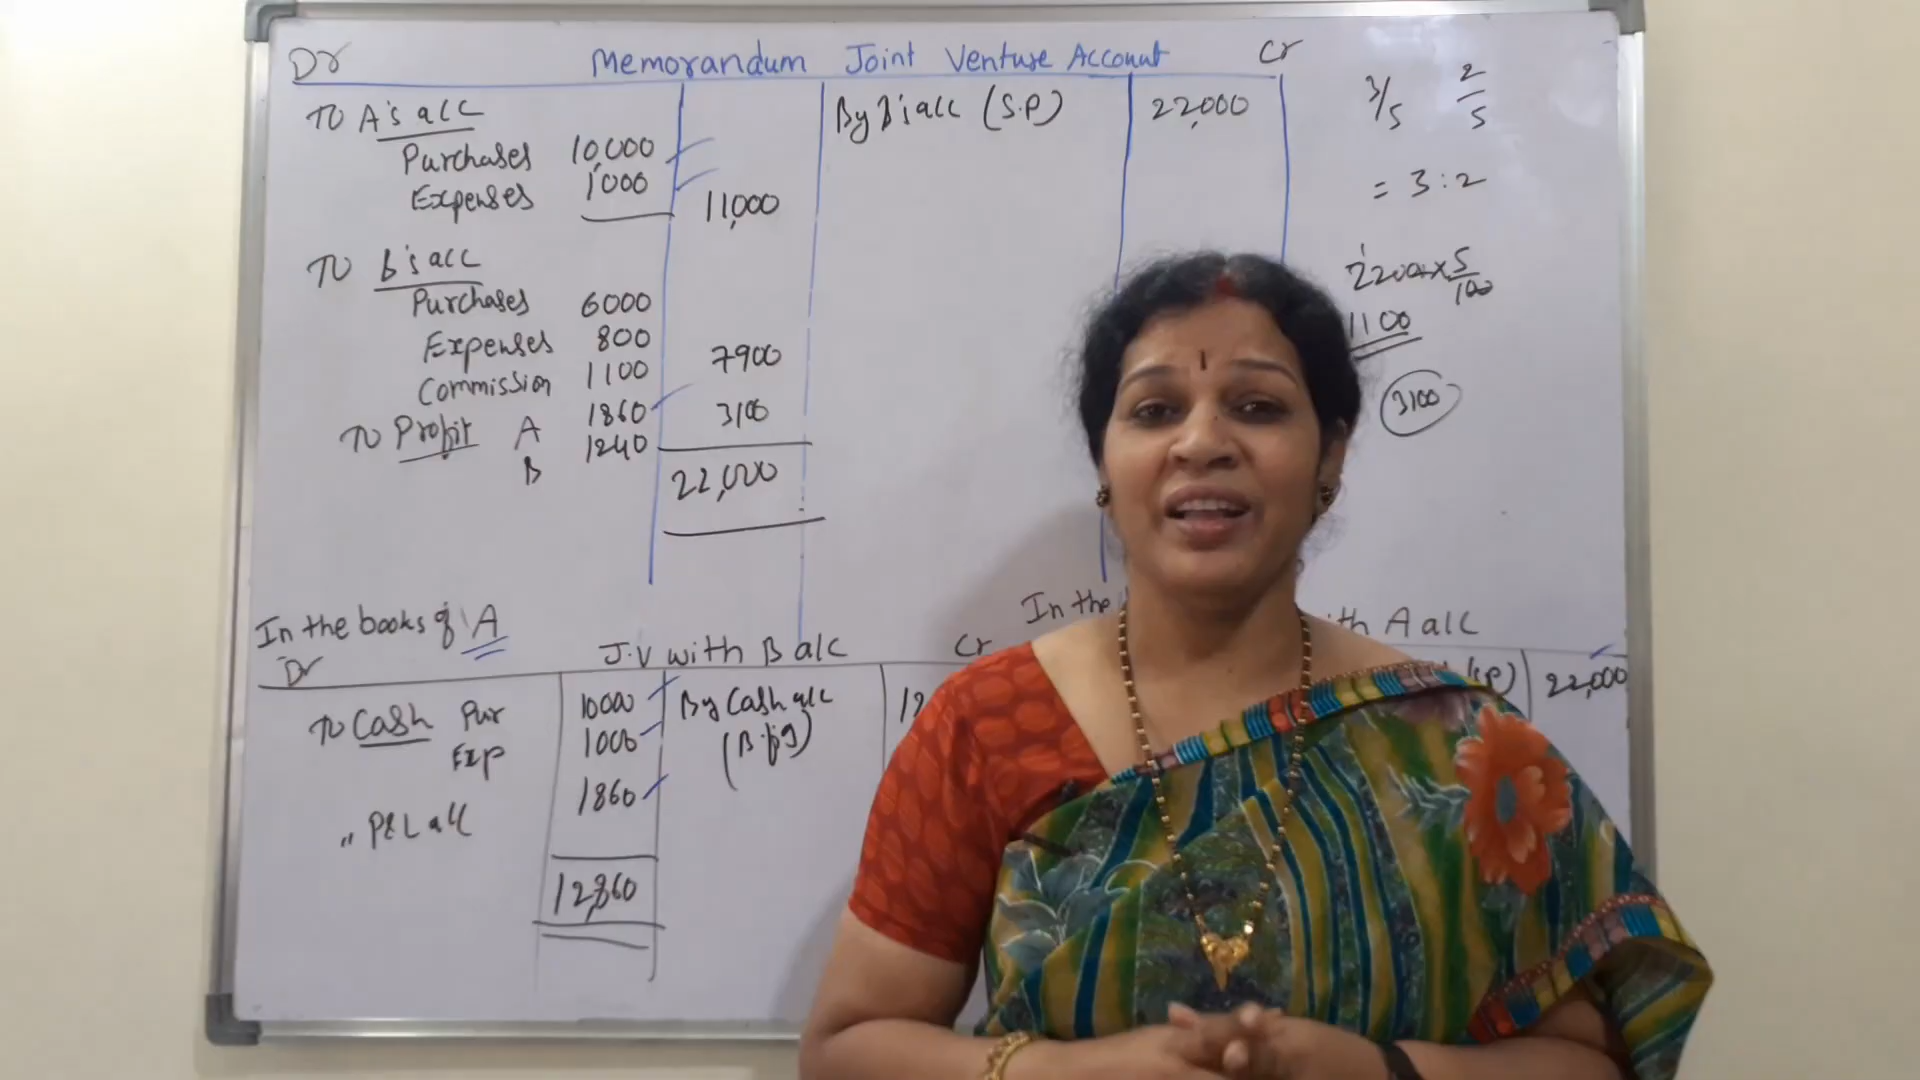 Dr Memorandum Joint Venture Account Cr
To A's a/c By B's a/c (S.P) 22,000
Purchases 10,000
Expenses 1000 11,000
To B's a/c
Purchases 6000
Expenses 800 7900
Commission 1100
To Profit A 1860 3100
B 1240
22,000
3/5 2/5
= 3:2
22000 x 5/100
1100
3100
In the books of A
Dr J.V with B a/c Cr
To Cash Pur 10000 By Cash a/c
Exp 1000 (B.fig)
" P&L a/c 1860
12,860
In the
with A a/c
22,000